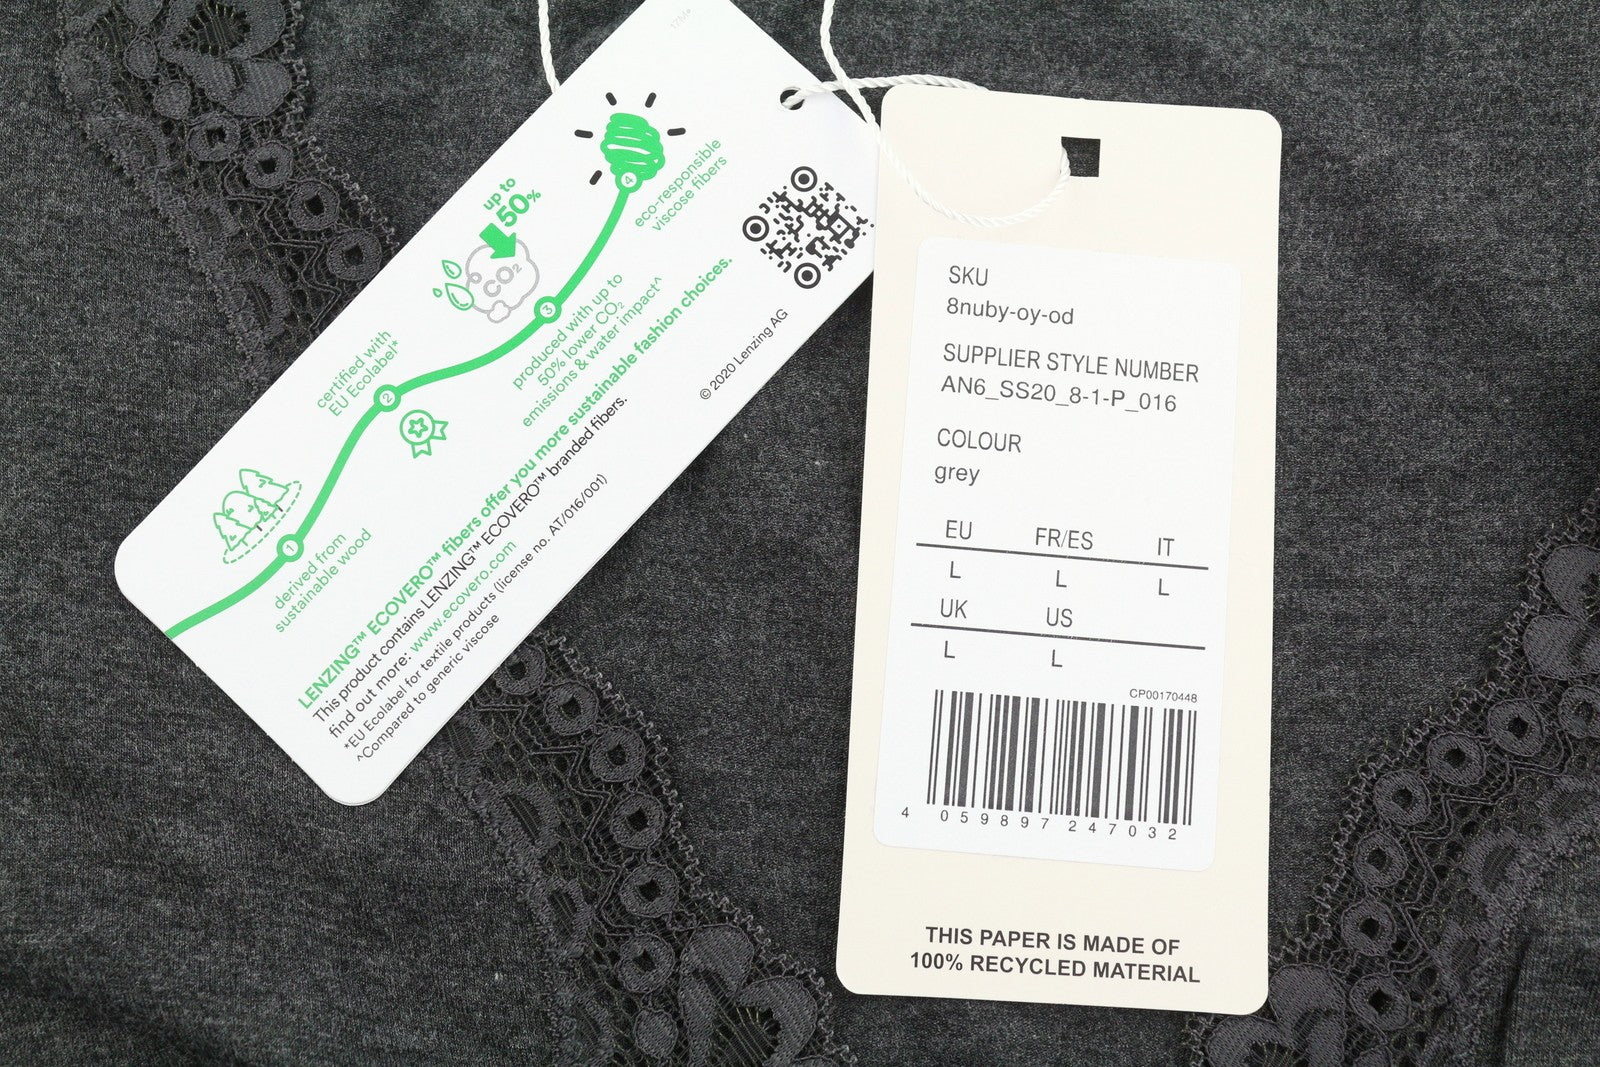 17M*
4
eco-responsible
viscose fibers
up to
50%
CO₂
3
produced with up to
50% lower CO₂
emissions & water impact^
certified with
EU Ecolabel*
2
1
derived from
sustainable wood
LENZING™ ECOVERO™ fibers offer you more sustainable fashion choices.
This product contains LENZING™ ECOVERO™ branded fibers.
find out more: www.ecovero.com
*EU Ecolabel for textile products (license no. AT/016/001)
^Compared to generic viscose
© 2020 Lenzing AG
SKU
8nuby-oy-od
SUPPLIER STYLE NUMBER
AN6_SS20_8-1-P_016
COLOUR
grey
EU FR/ES IT
L L L
UK US
L L
CP00170448
4 059897 247032
THIS PAPER IS MADE OF
100% RECYCLED MATERIAL